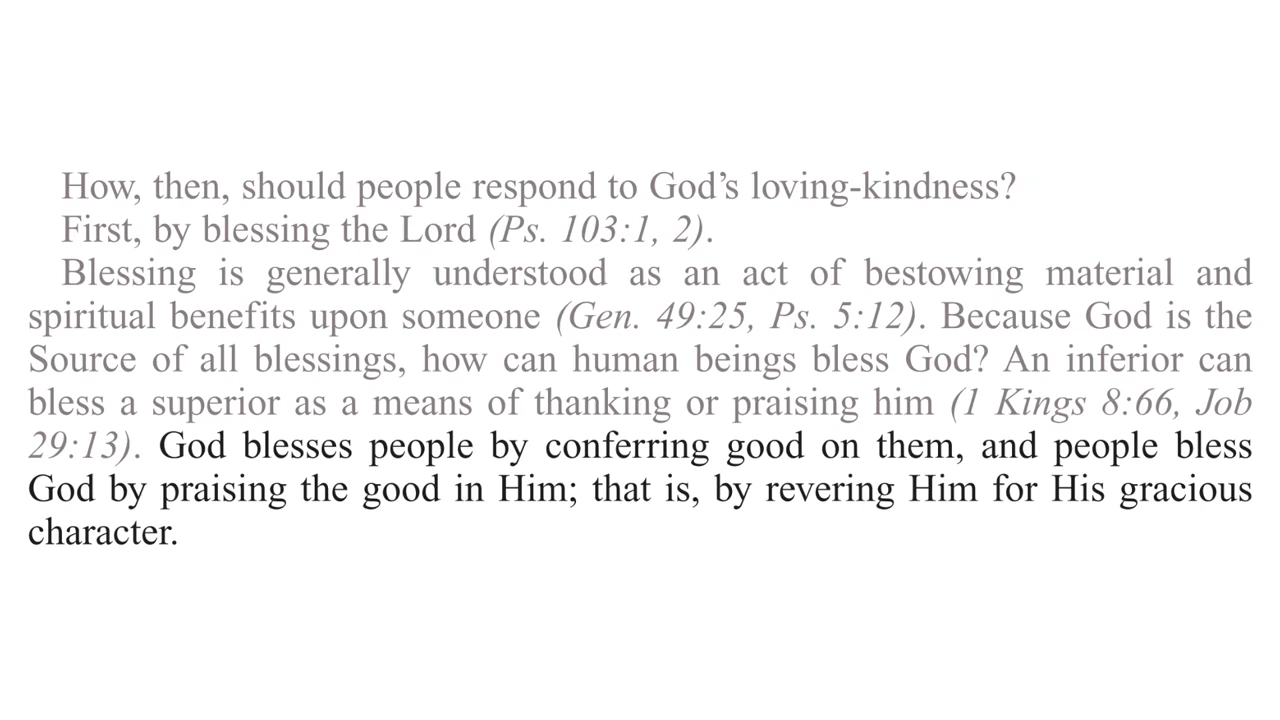 How, then, should people respond to God’s loving-kindness?
First, by blessing the Lord (Ps. 103:1, 2).
Blessing is generally understood as an act of bestowing material and
spiritual benefits upon someone (Gen. 49:25, Ps. 5:12). Because God is the
Source of all blessings, how can human beings bless God? An inferior can
bless a superior as a means of thanking or praising him (1 Kings 8:66, Job
29:13). God blesses people by conferring good on them, and people bless
God by praising the good in Him; that is, by revering Him for His gracious
character.